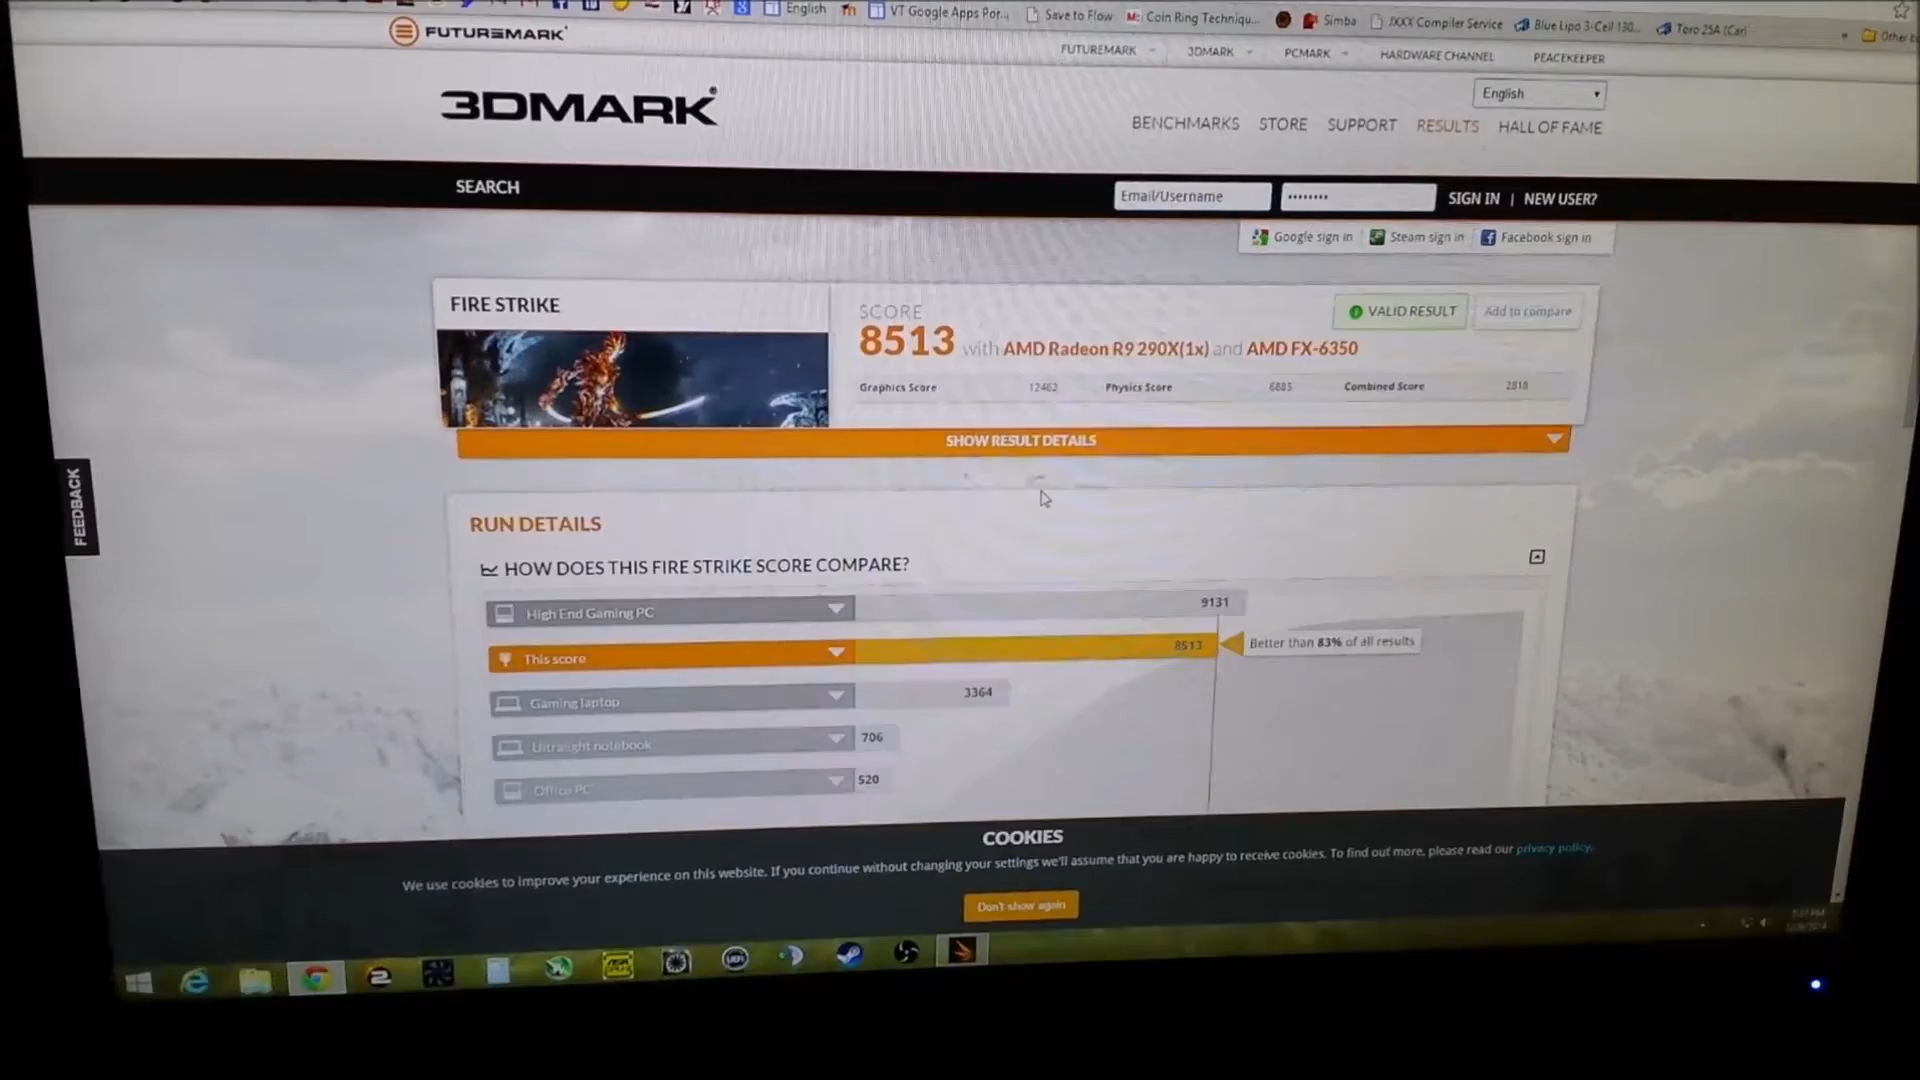 English
VT Google Apps Por...
Save to Flow
Coin Ring Techniqu...
Simba
JXXX Compiler Service
Blue Lipo 3-Cell 130...
Toro 25A (Car)
»
Other
FUTUREMARK
FUTUREMARK 3DMARK PCMARK HARDWARE CHANNEL PEACEKEEPER
3DMARK
English
BENCHMARKS STORE SUPPORT RESULTS HALL OF FAME
SEARCH
Email/Username
••••••••
SIGN IN | NEW USER?
Google sign in Steam sign in Facebook sign in
FIRE STRIKE
SCORE
VALID RESULT
Add to compare
8513 with AMD Radeon R9 290X(1x) and AMD FX-6350
Graphics Score 12462 Physics Score 6885 Combined Score 2818
SHOW RESULT DETAILS
FEEDBACK
RUN DETAILS
HOW DOES THIS FIRE STRIKE SCORE COMPARE?
High End Gaming PC 9131
This score 8513
Better than 83% of all results
Gaming laptop 3364
Ultralight notebook 706
Office PC 520
COOKIES
We use cookies to improve your experience on this website. If you continue without changing your settings we'll assume that you are happy to receive cookies. To find out more, please read our privacy policy.
Don't show again